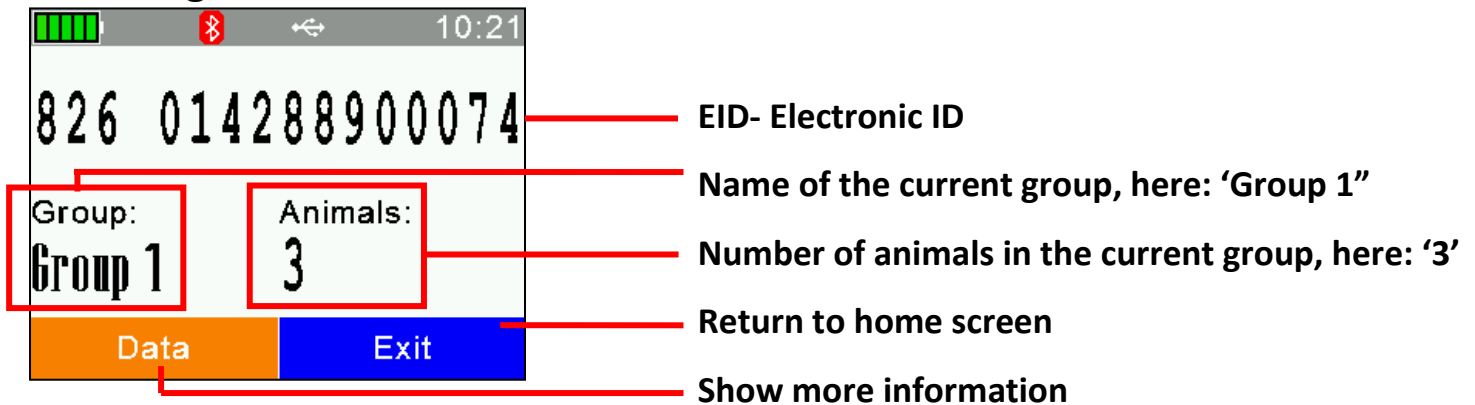 10:21
826 014288900074
EID- Electronic ID
Name of the current group, here: ‘Group 1”
Group:
Animals:
Group 1
3
Number of animals in the current group, here: ‘3’
Return to home screen
Data
Exit
Show more information